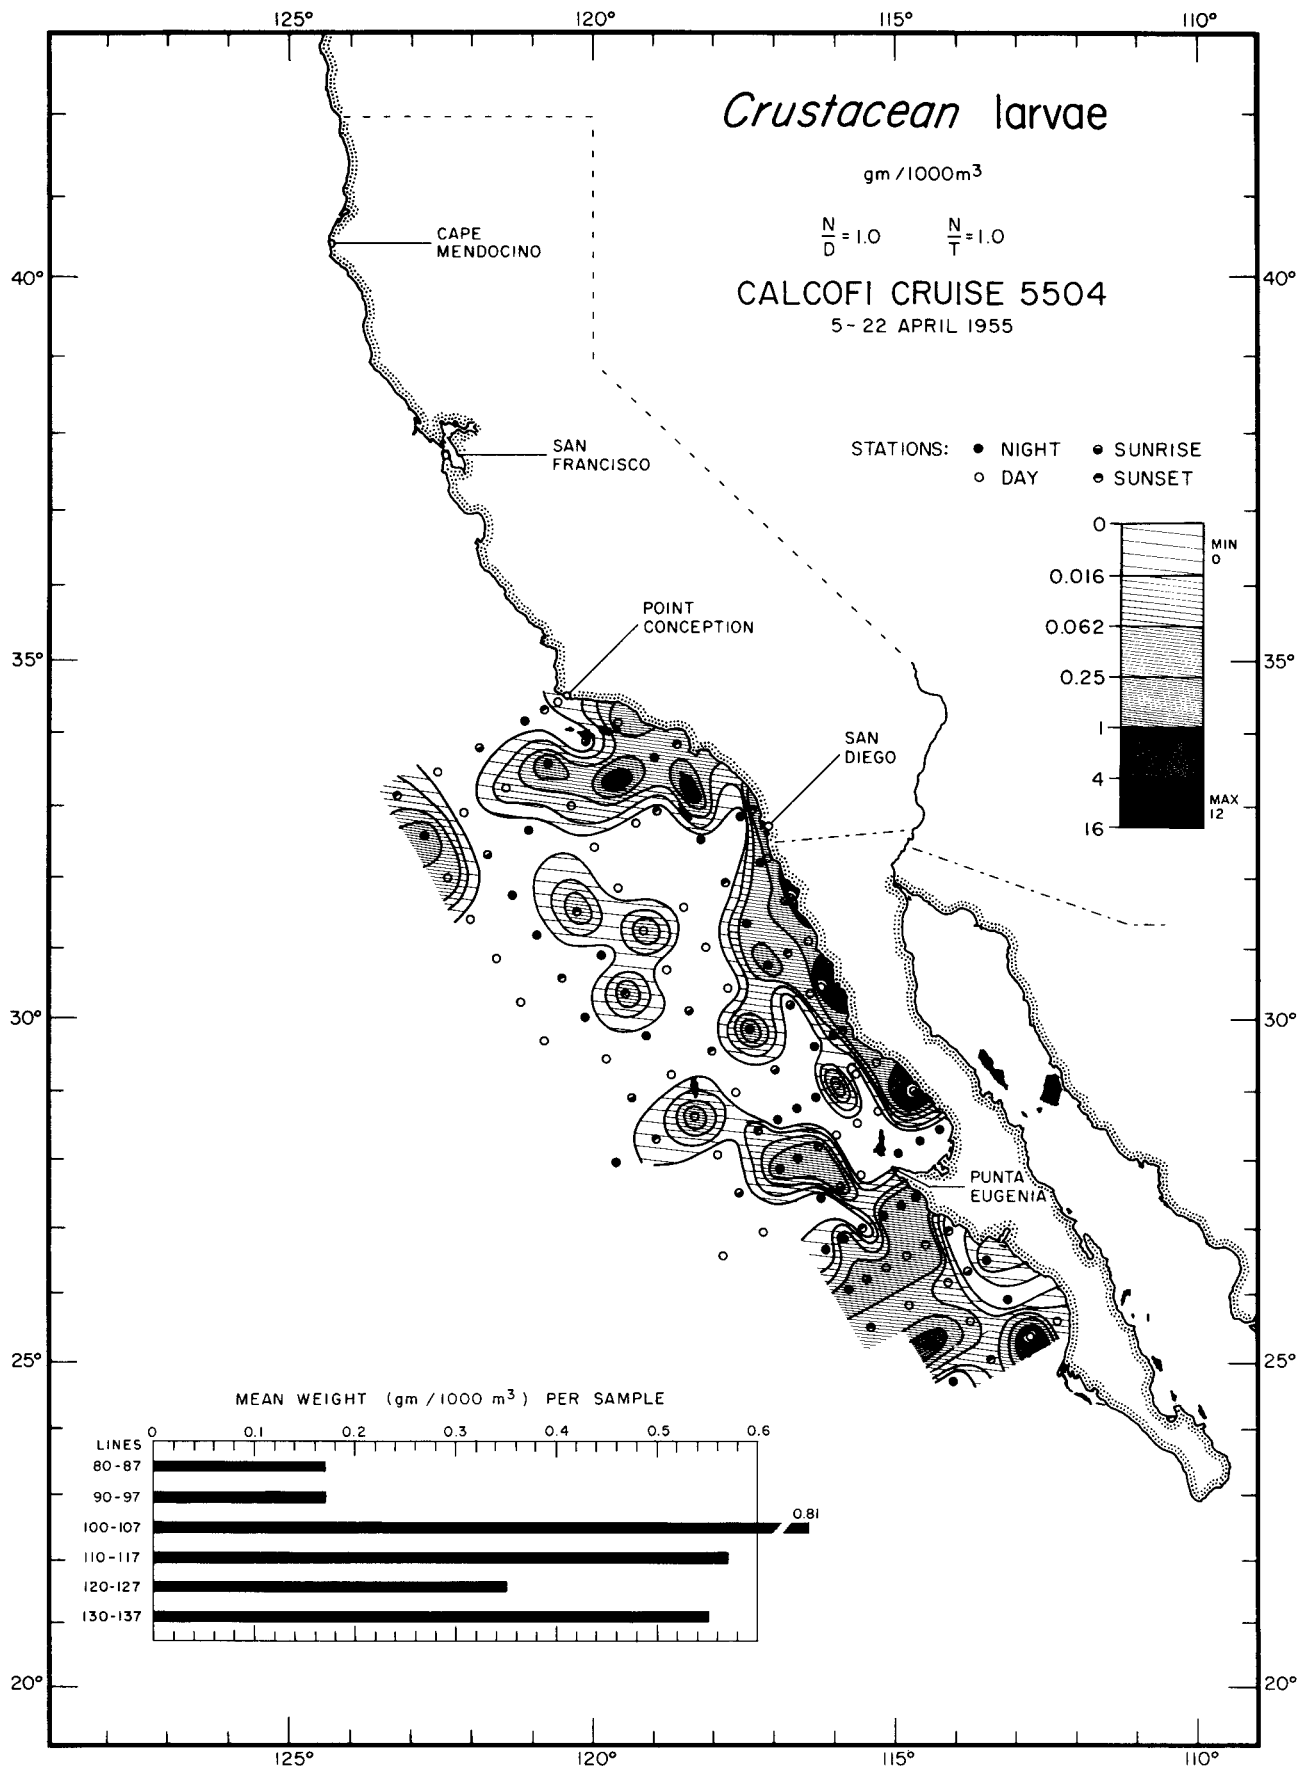 125° 120° 115° 110°
Crustacean larvae
gm/1000m³
N/D = 1.0 N/T = 1.0
CALCOFI CRUISE 5504
5-22 APRIL 1955
CAPE
MENDOCINO
40° 40°
SAN
FRANCISCO
STATIONS: ● NIGHT SUNRISE
○ DAY SUNSET
0
MIN
0
0.016
0.062
0.25
1
4
MAX
12
16
POINT
CONCEPTION
35° 35°
SAN
DIEGO
30° 30°
PUNTA
EUGENIA
25° 25°
MEAN WEIGHT (gm/1000 m³) PER SAMPLE
0 0.1 0.2 0.3 0.4 0.5 0.6
LINES
80-87
90-97
100-107 0.81
110-117
120-127
130-137
20° 20°
125° 120° 115° 110°